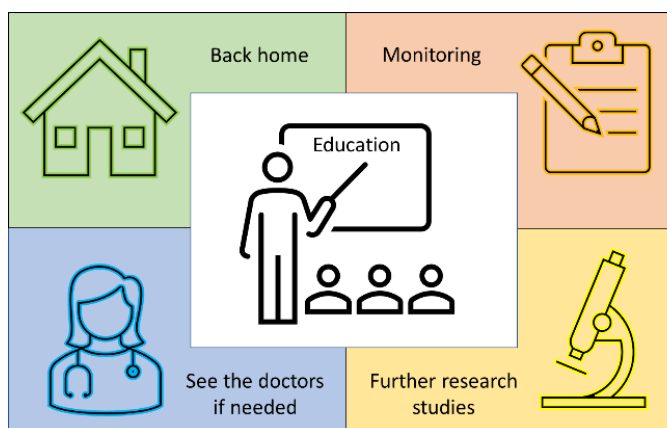 Back home
Monitoring
Education
See the doctors
if needed
Further research
studies